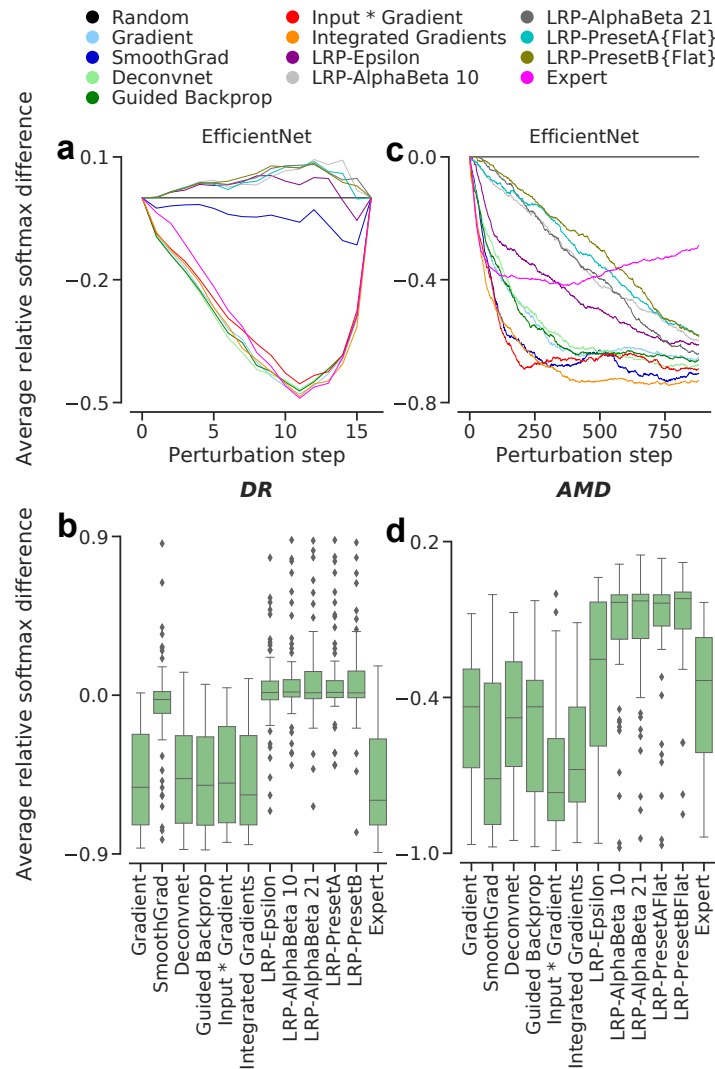 Random
Gradient
SmoothGrad
Deconvnet
Guided Backprop
Input * Gradient
Integrated Gradients
LRP-Epsilon
LRP-AlphaBeta 10
LRP-AlphaBeta 21
LRP-PresetA{Flat}
LRP-PresetB{Flat}
Expert
a
EfficientNet
Average relative softmax difference
0.1
−0.2
−0.5
0
5
10
15
Perturbation step
DR
c
EfficientNet
0.0
−0.4
−0.8
0
250
500
750
Perturbation step
AMD
b
Average relative softmax difference
0.9
0.0
−0.9
Gradient
SmoothGrad
Deconvnet
Guided Backprop
Input * Gradient
Integrated Gradients
LRP-Epsilon
LRP-AlphaBeta 10
LRP-AlphaBeta 21
LRP-PresetA
LRP-PresetB
Expert
d
0.2
−0.4
−1.0
Gradient
SmoothGrad
Deconvnet
Guided Backprop
Input * Gradient
Integrated Gradients
LRP-Epsilon
LRP-AlphaBeta 10
LRP-AlphaBeta 21
LRP-PresetAFlat
LRP-PresetBFlat
Expert